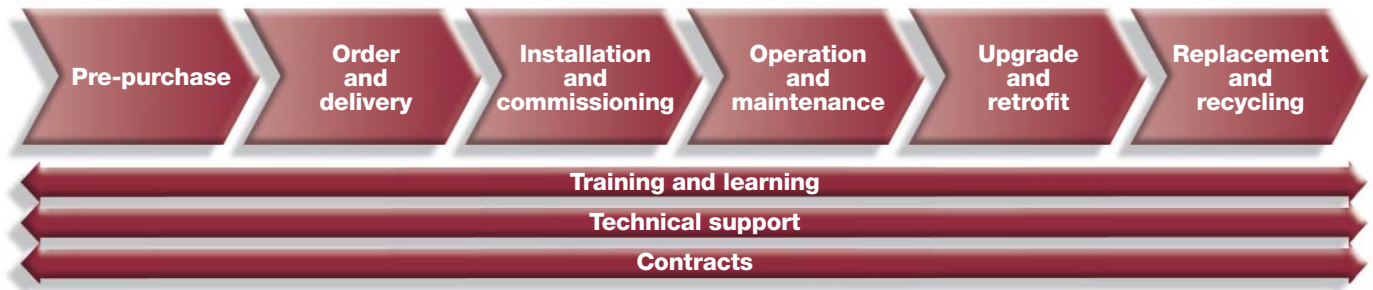 Pre-purchase
Order
and
delivery
Installation
and
commissioning
Operation
and
maintenance
Upgrade
and
retrofit
Replacement
and
recycling
Training and learning
Technical support
Contracts